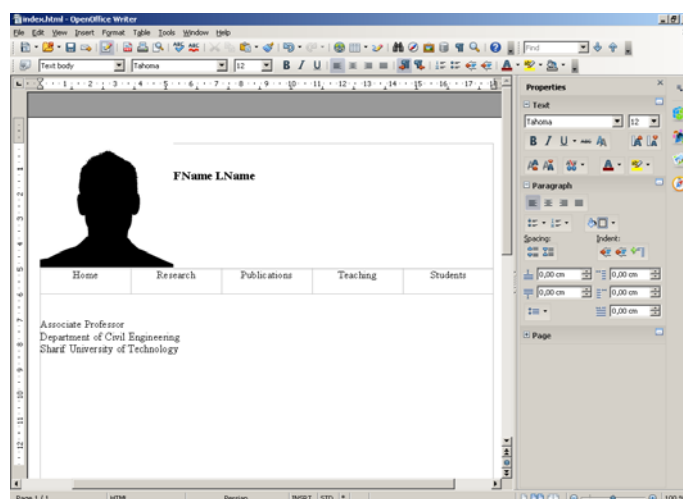 index.html - OpenOffice Writer
File Edit View Insert Format Table Tools Window Help
Find
Text body Tahoma 12 B I U A
Properties
Text
Tahoma 12
B I U
Paragraph
Spacing: Indent:
0,00 cm 0,00 cm
0,00 cm 0,00 cm
0,00 cm
Page
FName LName
Home Research Publications Teaching Students
Associate Professor
Department of Civil Engineering
Sharif University of Technology
Page 1 / 1 HTML Persian INSRT STD *